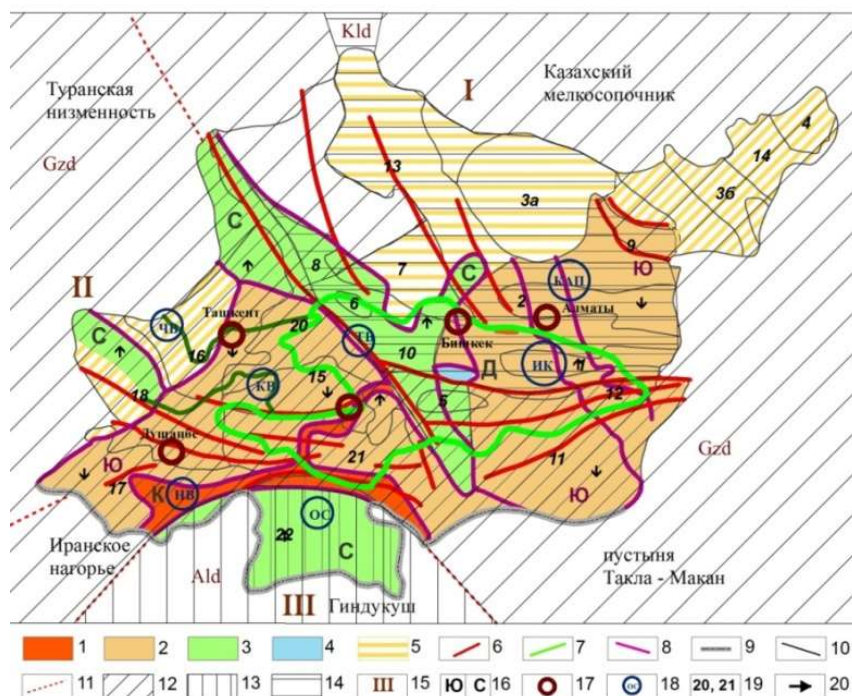 Kld
I
Казахский
мелкосопочник
Туранская
низменность
Gzd
4
14
13
3б
3а
С
9
Ю
8
7
С
КАП
II
2
6
Ташкент
Алматы
ЧВ
20
Бишкек
16
10
С
ИК
1
Д
15
КВ
18
5
12
Душанбе
21
11
Gzd
Ю
17
К
НВ
Ю
ОС
Иранское
нагорье
22
С
пустыня
Такла - Макан
Ald
III
Гиндукуш
1 2 3 4 5 6 7 8 9 10
11 12 13 14 III 15 Ю С 16 17 ОС 18 20, 21 19 20